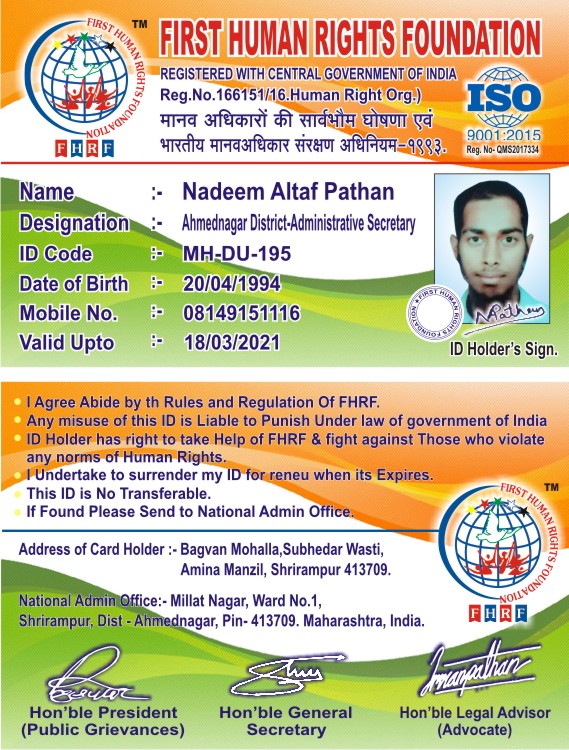 FIRST HUMAN RIGHTS FOUNDATION
FHRF
TM
FIRST HUMAN RIGHTS FOUNDATION
REGISTERED WITH CENTRAL GOVERNMENT OF INDIA
Reg.No.166151/16.Human Right Org.)
मानव अधिकारों की सार्वभौम घोषणा एवं
भारतीय मानवअधिकार संरक्षण अधिनियम-१९९३.
ISO
9001:2015
Reg. No- QMS2017334
Name :- Nadeem Altaf Pathan
Designation :- Ahmednagar District-Administrative Secretary
ID Code :- MH-DU-195
Date of Birth :- 20/04/1994
Mobile No. :- 08149151116
Valid Upto :- 18/03/2021
FIRST HUMAN RIGHTS FOUNDATION
NPathan
ID Holder's Sign.
I Agree Abide by th Rules and Regulation Of FHRF.
Any misuse of this ID is Liable to Punish Under law of government of India
ID Holder has right to take Help of FHRF & fight against Those who violate
any norms of Human Rights.
I Undertake to surrender my ID for reneu when its Expires.
This ID is No Transferable.
If Found Please Send to National Admin Office.
TM
FIRST HUMAN RIGHTS FOUNDATION
FHRF
Address of Card Holder :- Bagvan Mohalla,Subhedar Wasti,
Amina Manzil, Shrirampur 413709.
National Admin Office:- Millat Nagar, Ward No.1,
Shrirampur, Dist - Ahmednagar, Pin- 413709. Maharashtra, India.
Hon'ble President
(Public Grievances)
Hon'ble General
Secretary
Hon'ble Legal Advisor
(Advocate)